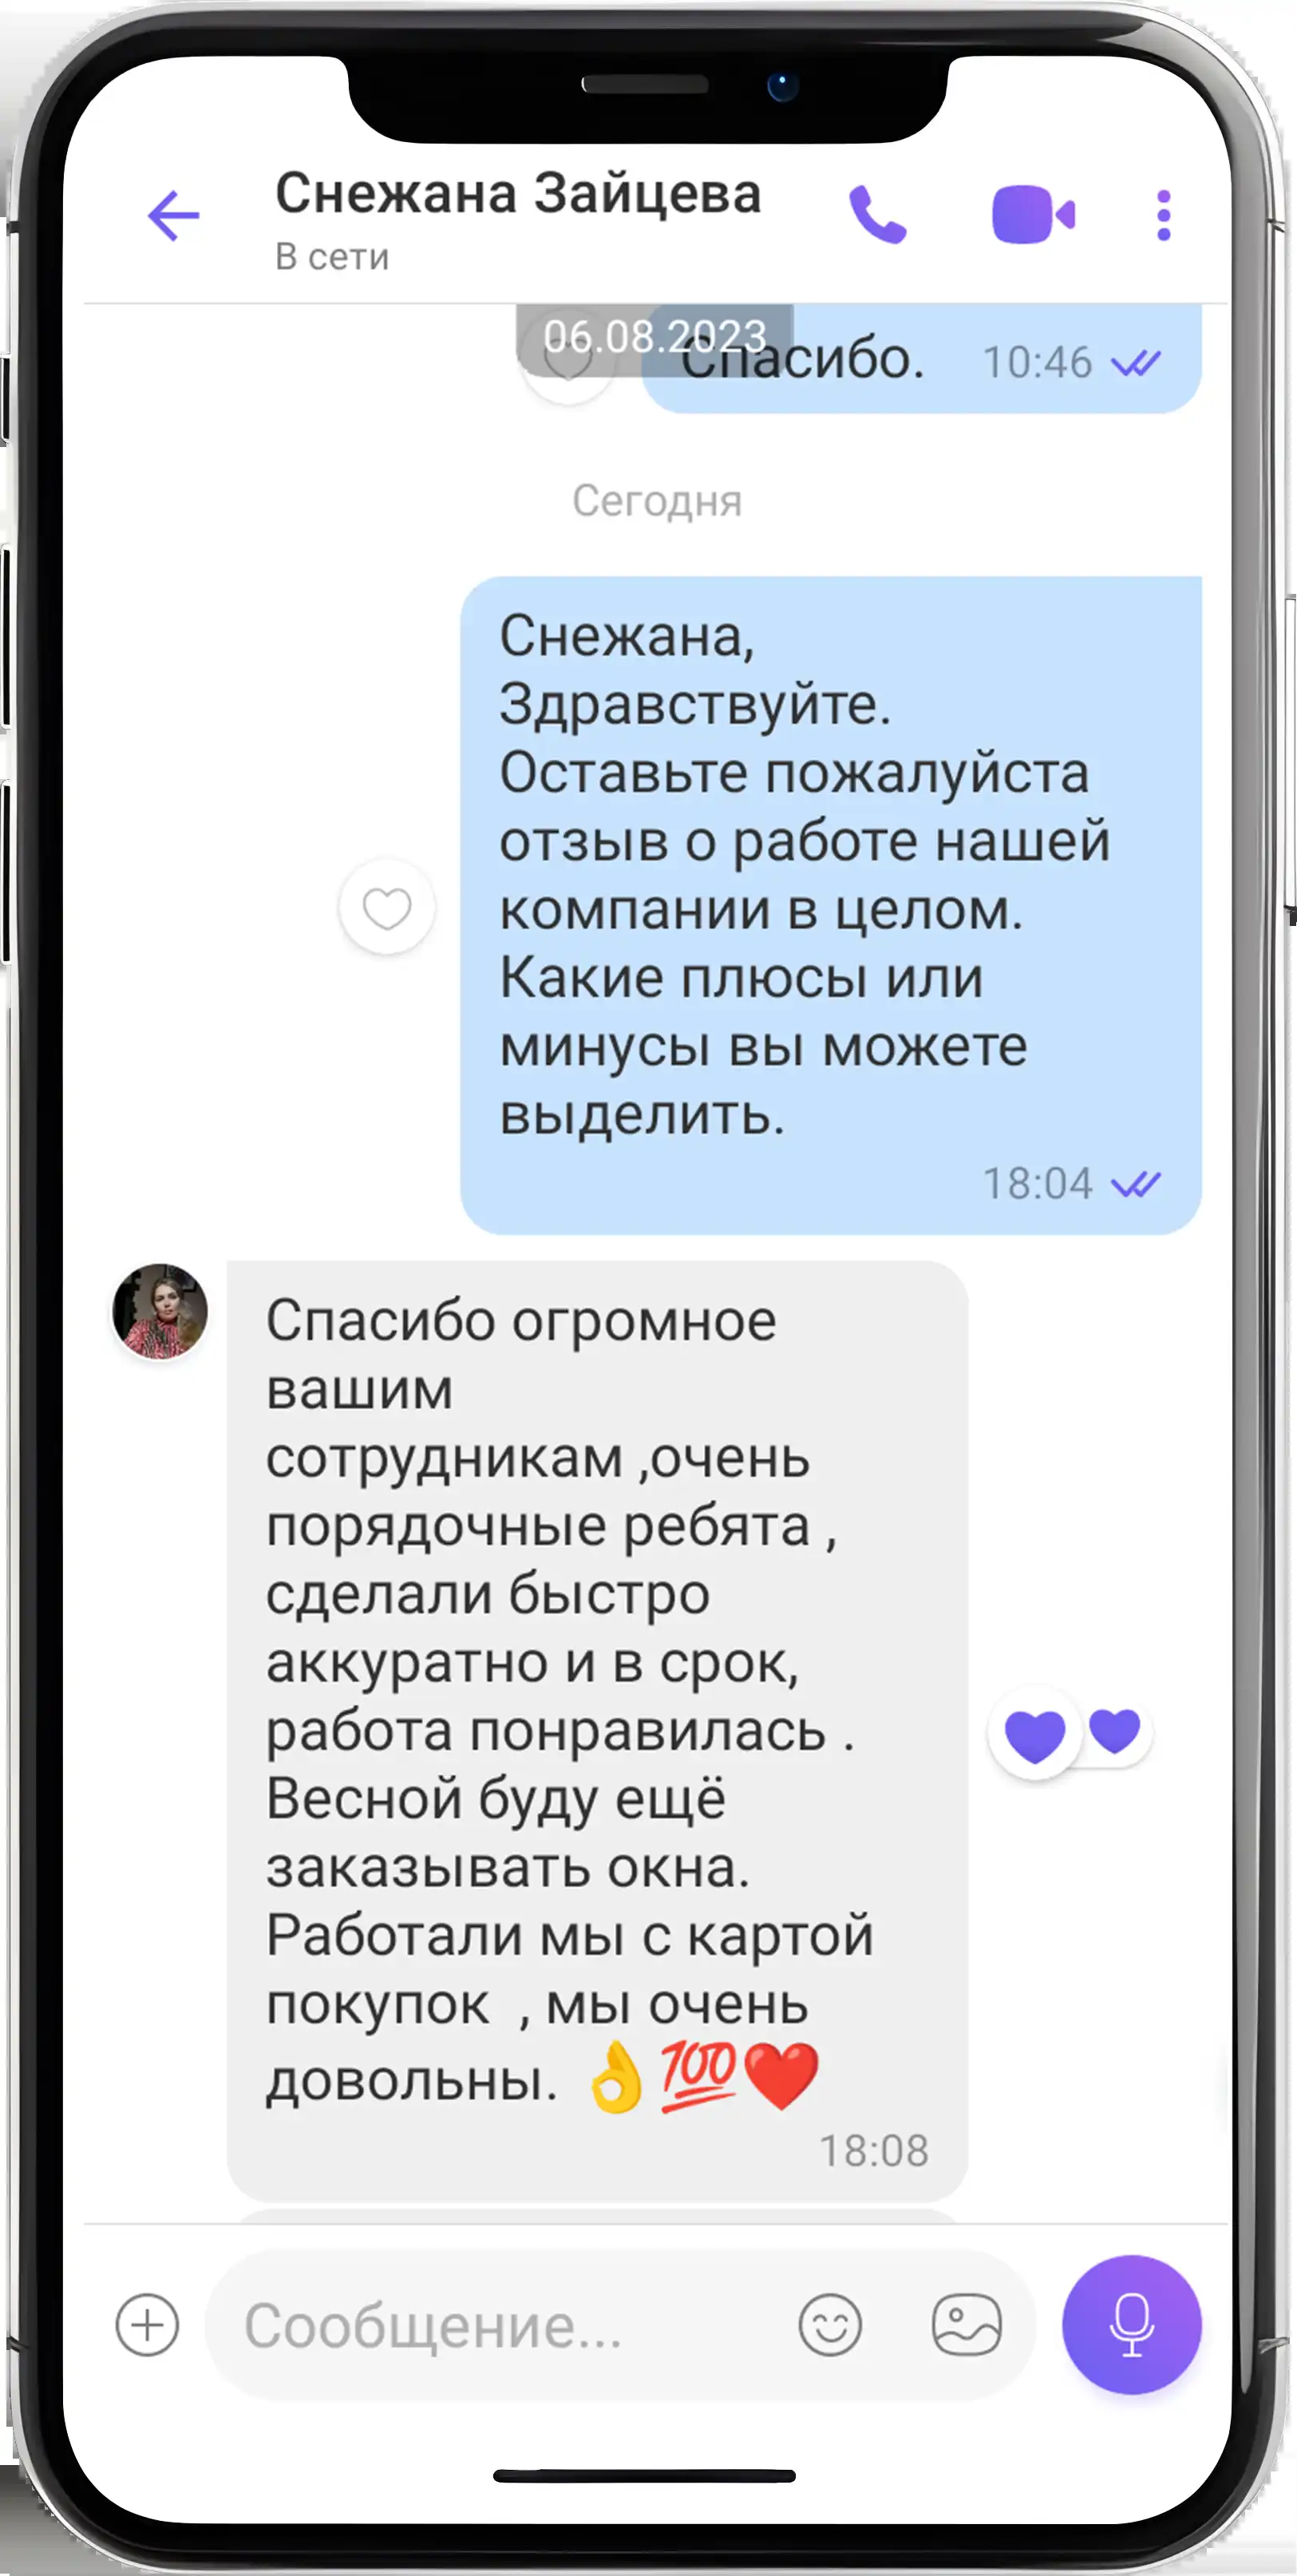 Снежана Зайцева
В сети
06.08.2023
Спасибо. 10:46
Сегодня
Снежана,
Здравствуйте.
Оставьте пожалуйста
отзыв о работе нашей
компании в целом.
Какие плюсы или
минусы вы можете
выделить.
18:04
Спасибо огромное
вашим
сотрудникам ,очень
порядочные ребята ,
сделали быстро
аккуратно и в срок,
работа понравилась .
Весной буду ещё
заказывать окна.
Работали мы с картой
покупок , мы очень
довольны. 👌💯❤️
18:08
Сообщение...